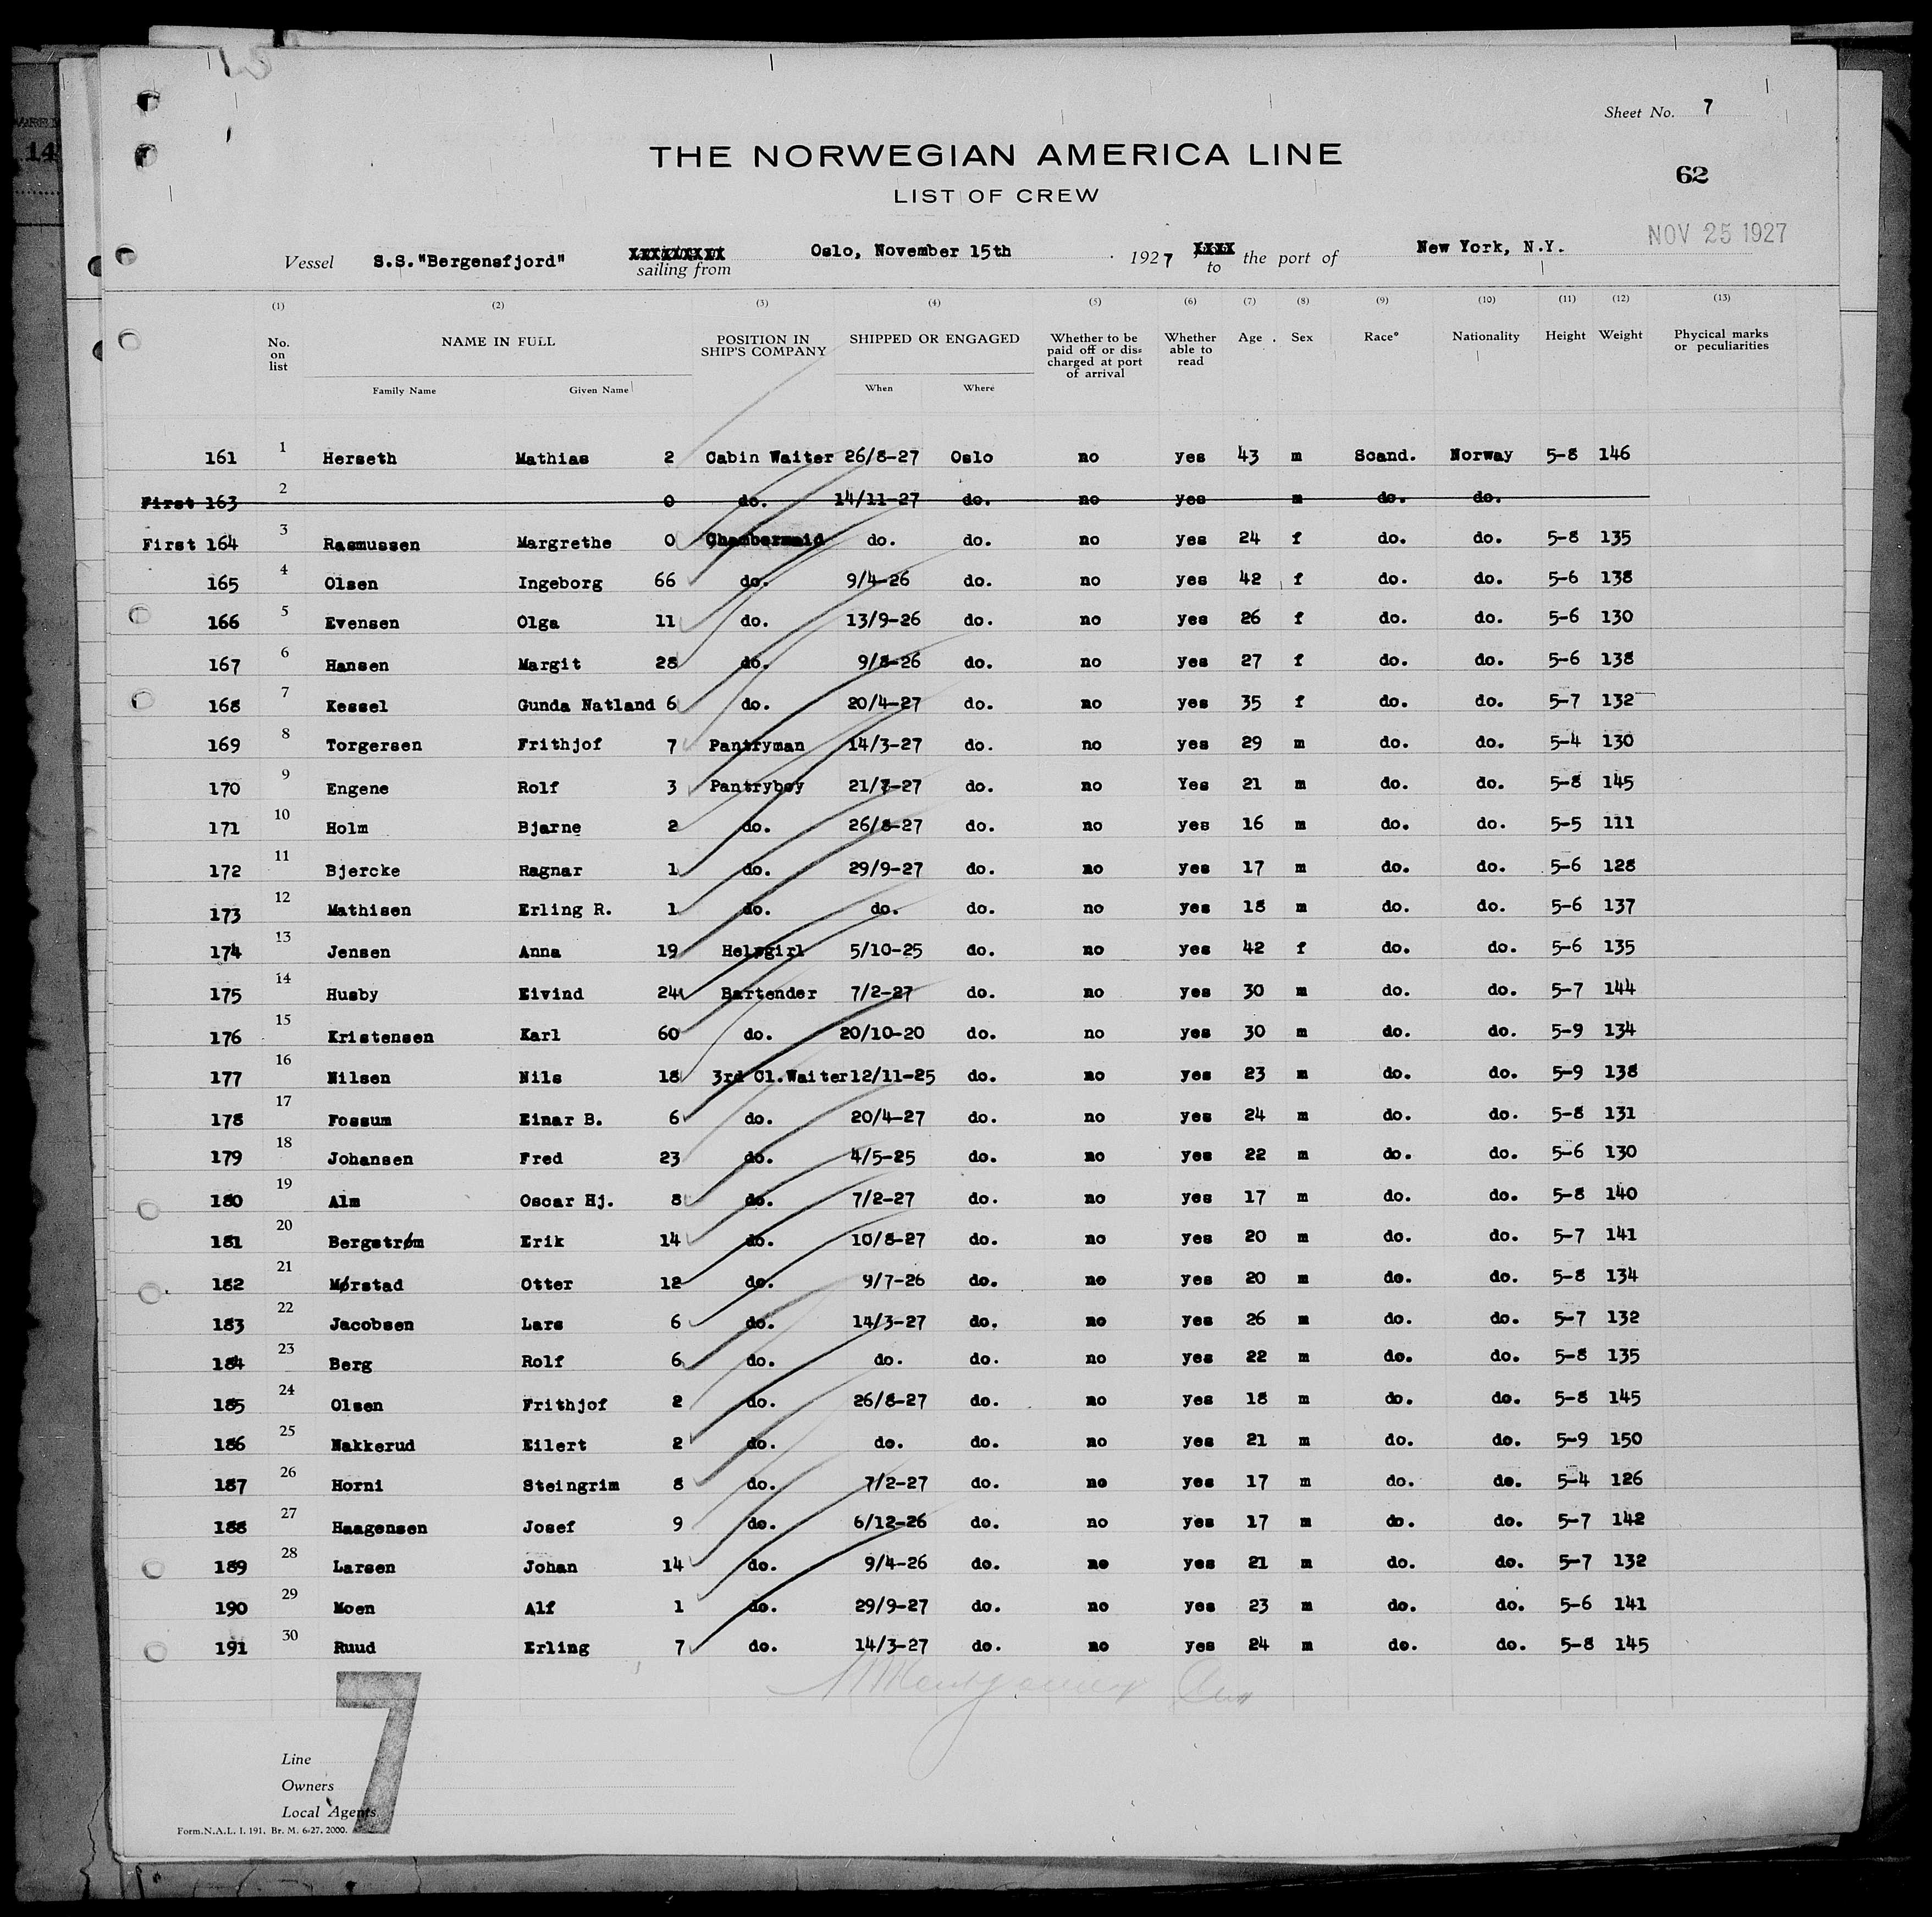 Sheet No. 7
THE NORWEGIAN AMERICA LINE
62
LIST OF CREW
NOV 25 1927
Vessel S.S."Bergensfjord" XXXXXXXXX sailing from Oslo, November 15th 1927 XXXX to the port of New York, N.Y.
(1) (2) (3) (4) (5) (6) (7) (8) (9) (10) (11) (12) (13)
No. on list NAME IN FULL POSITION IN SHIP'S COMPANY SHIPPED OR ENGAGED Whether to be paid off or dis-charged at port of arrival Whether able to read Age Sex Race* Nationality Height Weight Phycical marks or peculiarities
Family Name Given Name When Where
161 1 Herseth Mathias 2 Cabin Waiter 26/8-27 Oslo no yes 43 m Scand. Norway 5-8 146
First 163 2 0 do. 14/11-27 do. no yes m do. do.
First 164 3 Rasmussen Margrethe 0 Chambermaid do. do. no yes 24 f do. do. 5-8 135
165 4 Olsen Ingeborg 66 do. 9/4-26 do. no yes 42 f do. do. 5-6 138
166 5 Evensen Olga 11 do. 13/9-26 do. no yes 26 f do. do. 5-6 130
167 6 Hansen Margit 28 do. 9/8-26 do. no yes 27 f do. do. 5-6 138
168 7 Kessel Gunda Natland 6 do. 20/4-27 do. no yes 35 f do. do. 5-7 132
169 8 Torgersen Frithjof 7 Pantryman 14/3-27 do. no yes 29 m do. do. 5-4 130
170 9 Engene Rolf 3 Pantryboy 21/7-27 do. no Yes 21 m do. do. 5-8 145
171 10 Holm Bjarne 2 do. 26/8-27 do. no yes 16 m do. do. 5-5 111
172 11 Bjercke Ragnar 1 do. 29/9-27 do. no yes 17 m do. do. 5-6 128
173 12 Mathisen Erling R. 1 do. do. do. no yes 18 m do. do. 5-6 137
174 13 Jensen Anna 19 Helpgirl 5/10-25 do. no yes 42 f do. do. 5-6 135
175 14 Husby Eivind 24 Bartender 7/2-27 do. no yes 30 m do. do. 5-7 144
176 15 Kristensen Karl 60 do. 20/10-20 do. no yes 30 m do. do. 5-9 134
177 16 Nilsen Nils 18 3rd Cl.Waiter 12/11-25 do. no yes 23 m do. do. 5-9 138
178 17 Fossum Einar B. 6 do. 20/4-27 do. no yes 24 m do. do. 5-8 131
179 18 Johansen Fred 23 do. 4/5-25 do. no yes 22 m do. do. 5-6 130
180 19 Alm Oscar Hj. 8 do. 7/2-27 do. no yes 17 m do. do. 5-8 140
181 20 Bergstrøm Erik 14 do. 10/8-27 do. no yes 20 m do. do. 5-7 141
182 21 Mørstad Otter 12 do. 9/7-26 do. no yes 20 m do. do. 5-8 134
183 22 Jacobsen Lars 6 do. 14/3-27 do. no yes 26 m do. do. 5-7 132
184 23 Berg Rolf 6 do. do. do. no yes 22 m do. do. 5-8 135
185 24 Olsen Frithjof 2 do. 26/8-27 do. no yes 18 m do. do. 5-8 145
186 25 Nakkerud Eilert 2 do. do. do. no yes 21 m do. do. 5-9 150
187 26 Horni Steingrim 8 do. 7/2-27 do. no yes 17 m do. do. 5-4 126
188 27 Haagensen Josef 9 do. 6/12-26 do. no yes 17 m do. do. 5-7 142
189 28 Larsen Johan 14 do. 9/4-26 do. no yes 21 m do. do. 5-7 132
190 29 Moen Alf 1 do. 29/9-27 do. no yes 23 m do. do. 5-6 141
191 30 Ruud Erling 7 do. 14/3-27 do. no yes 24 m do. do. 5-8 145
7
Line
Owners
Local Agents
Form.N.A.L. I. 191. Br. M. 6-27. 2000.
14